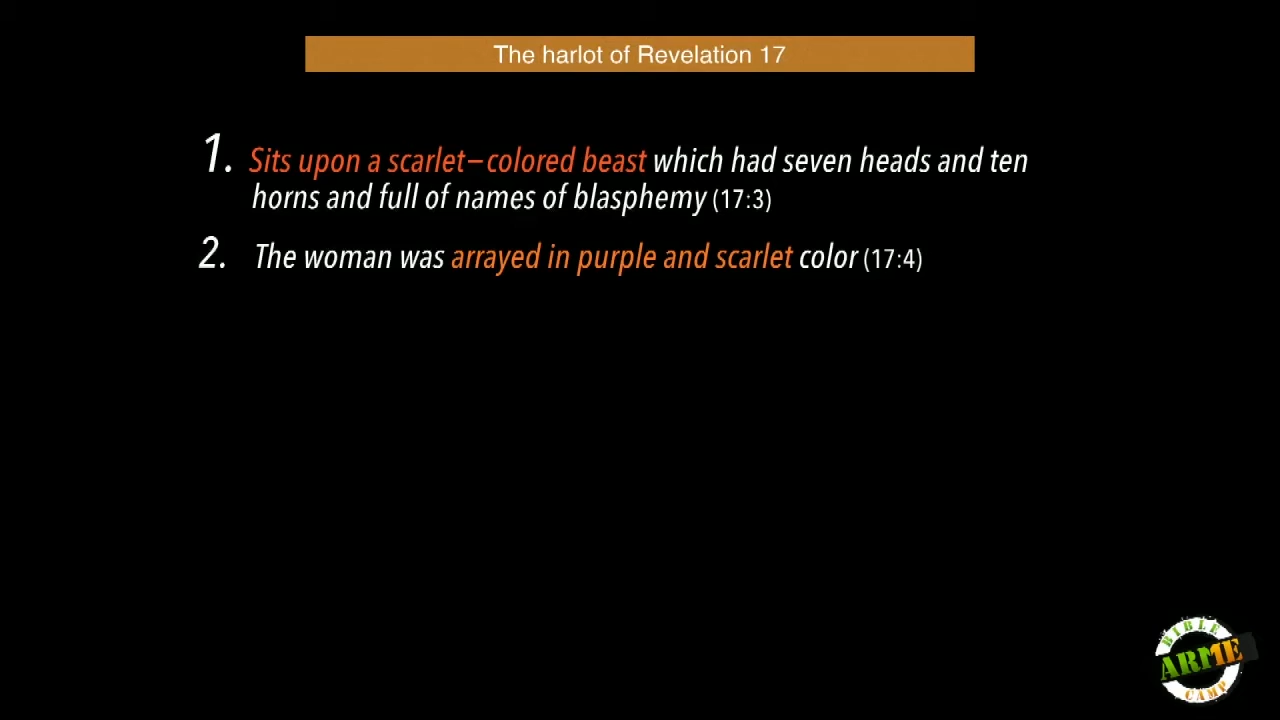 The harlot of Revelation 17
1. Sits upon a scarlet–colored beast which had seven heads and ten
horns and full of names of blasphemy (17:3)
2. The woman was arrayed in purple and scarlet color (17:4)
BIBLE
ARME
CAMP